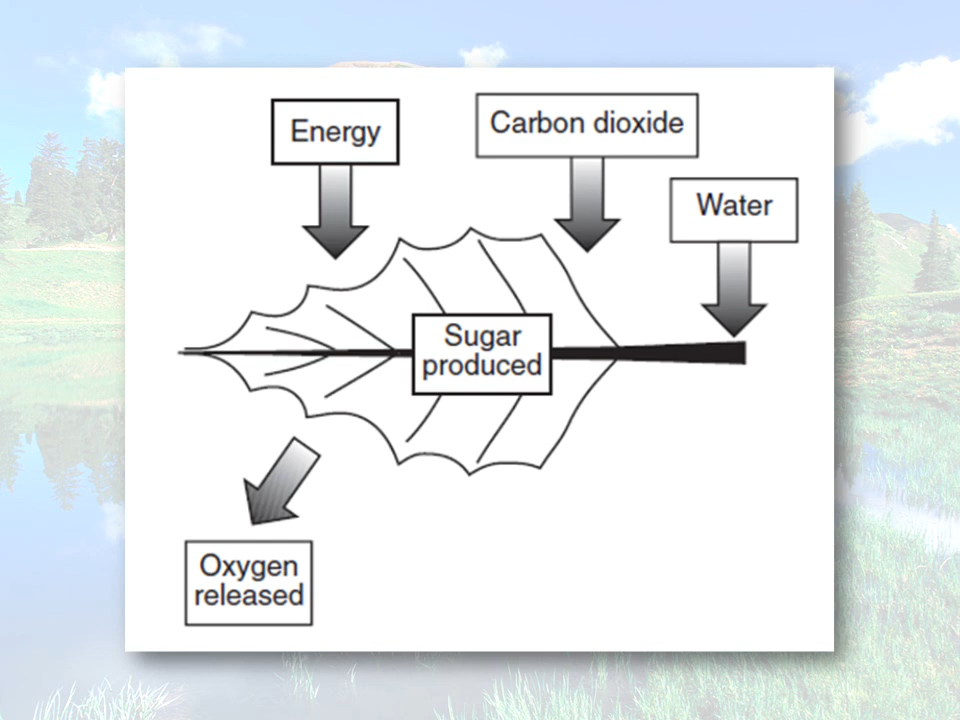 Energy
Carbon dioxide
Water
Sugar
produced
Oxygen
released